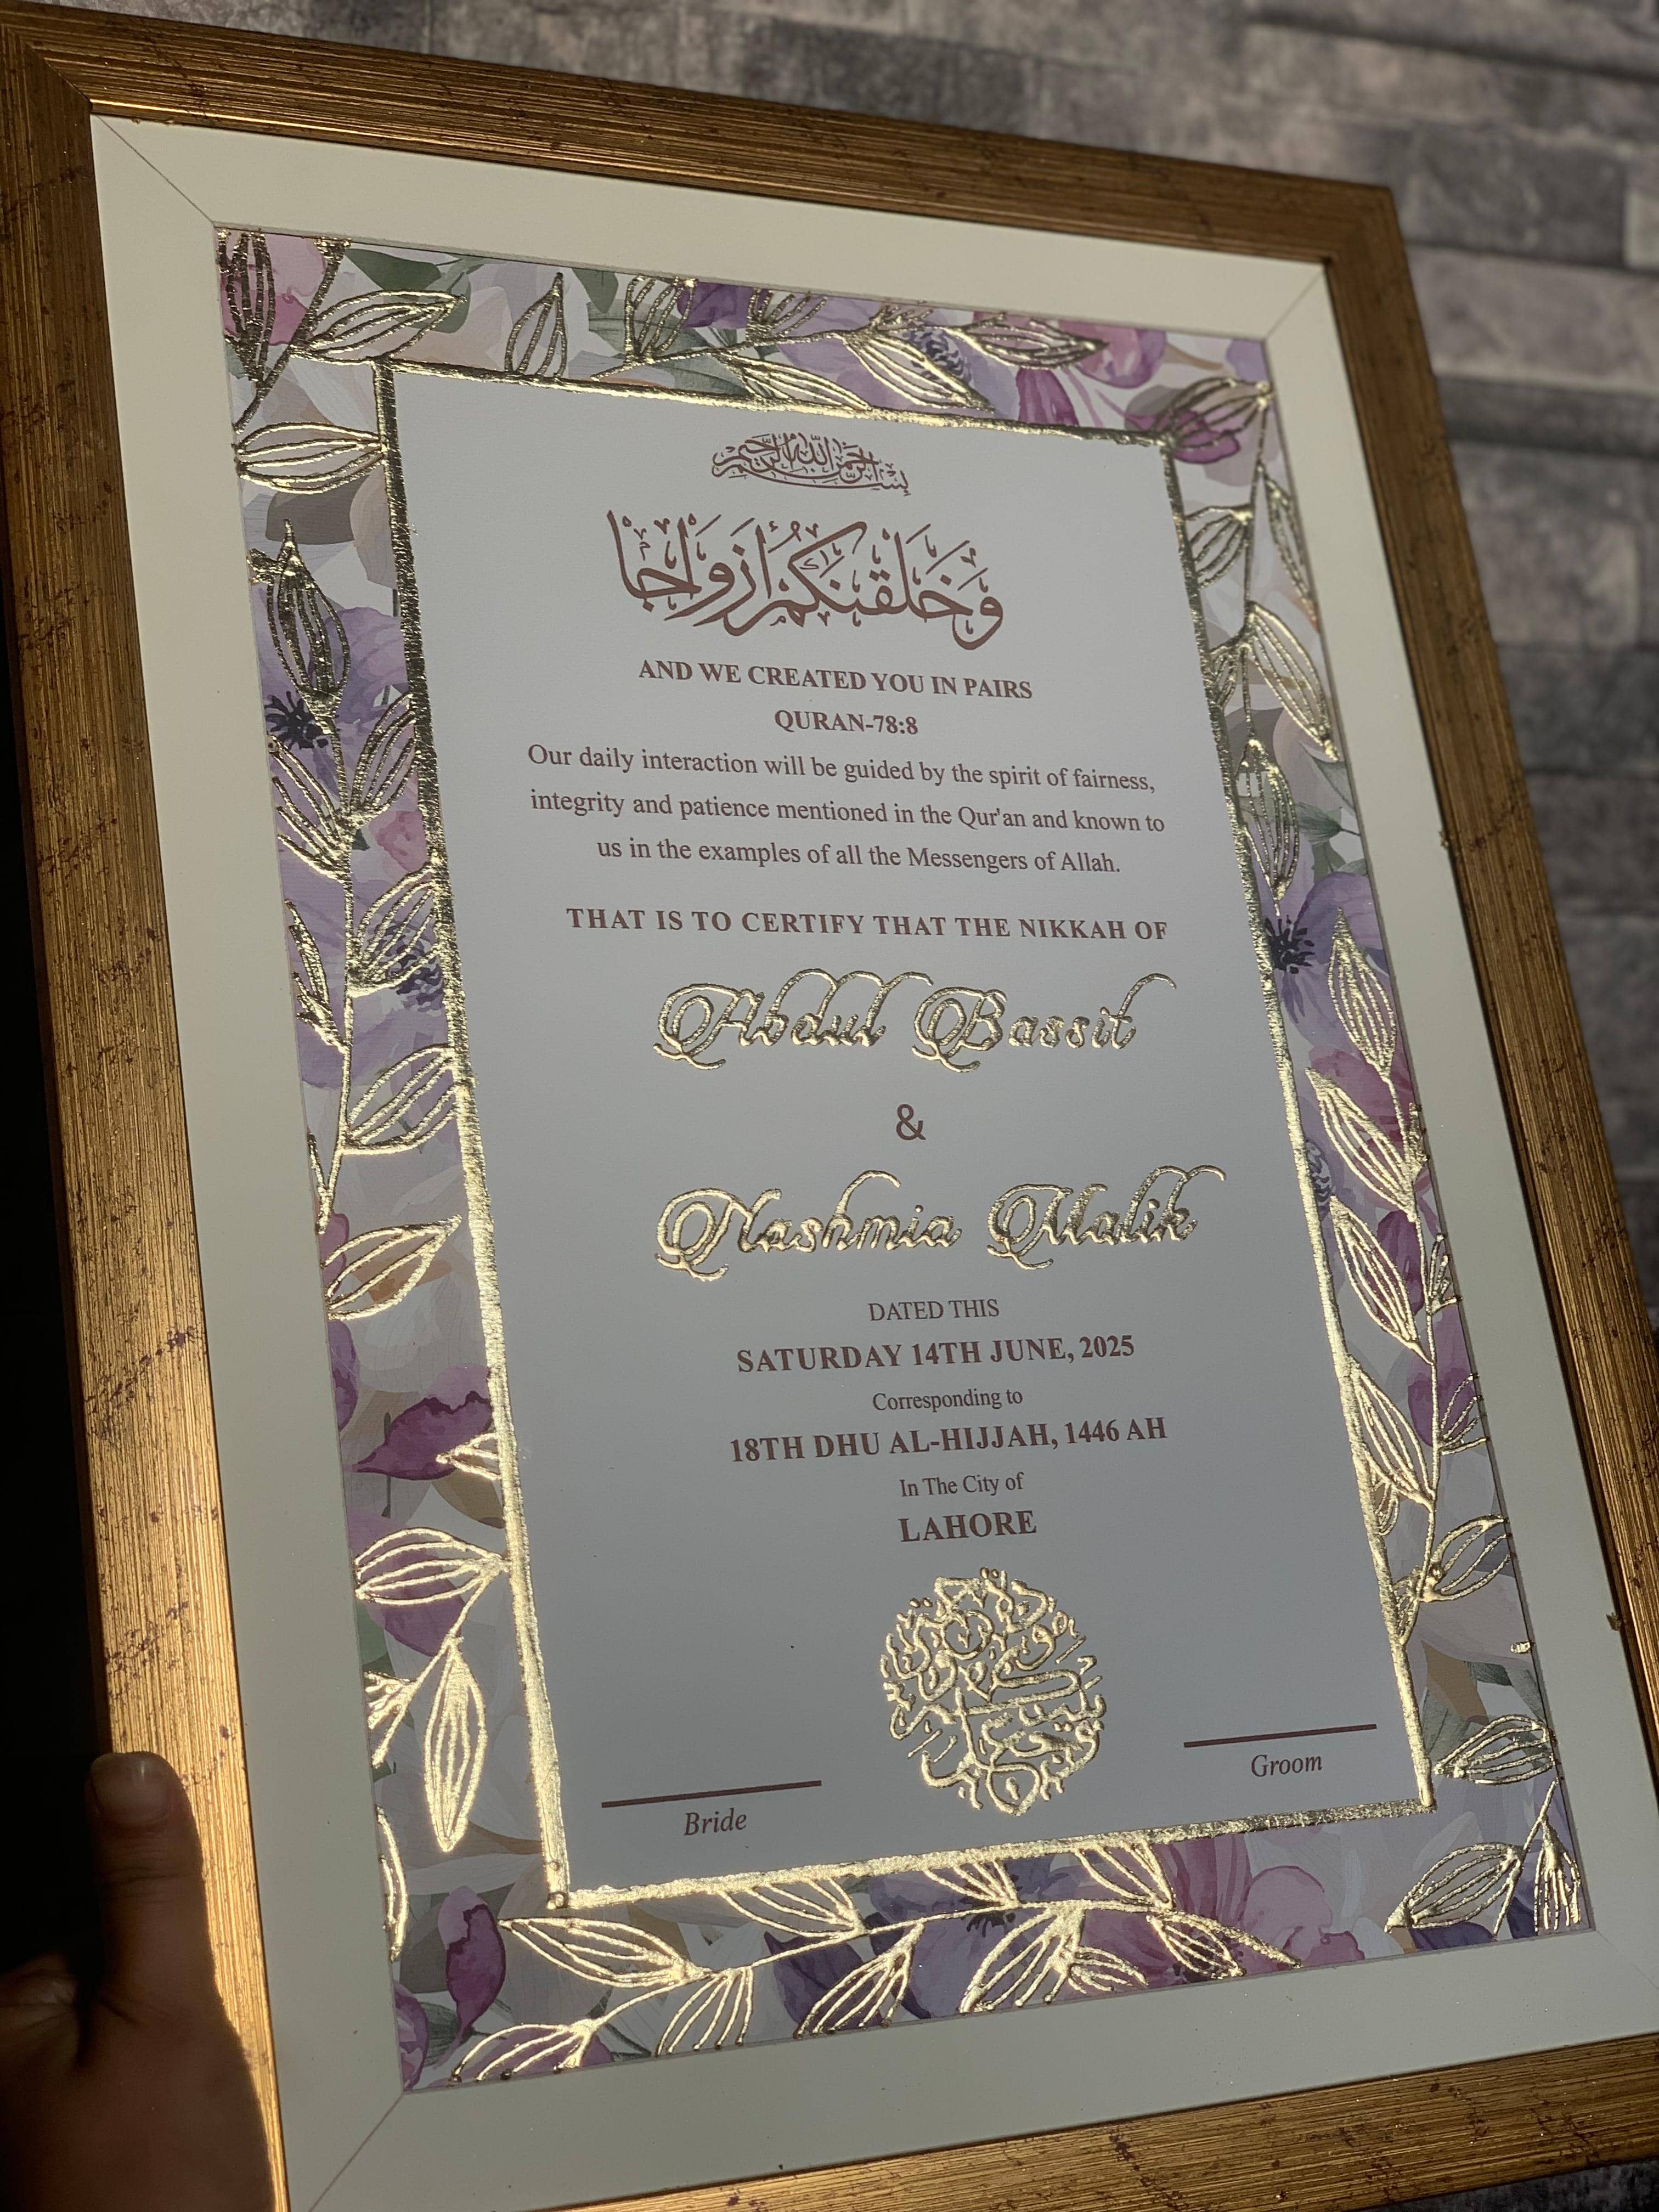 بسم الله الرحمن الرحيم
وَخَلَقْنَٰكُمْ أَزْوَٰجًا
AND WE CREATED YOU IN PAIRS
QURAN-78:8
Our daily interaction will be guided by the spirit of fairness,
integrity and patience mentioned in the Qur'an and known to
us in the examples of all the Messengers of Allah.
THAT IS TO CERTIFY THAT THE NIKKAH OF
Abdul Bassit
&
Nashmia Malik
DATED THIS
SATURDAY 14TH JUNE, 2025
Corresponding to
18TH DHU AL-HIJJAH, 1446 AH
In The City of
LAHORE
Bride
Groom